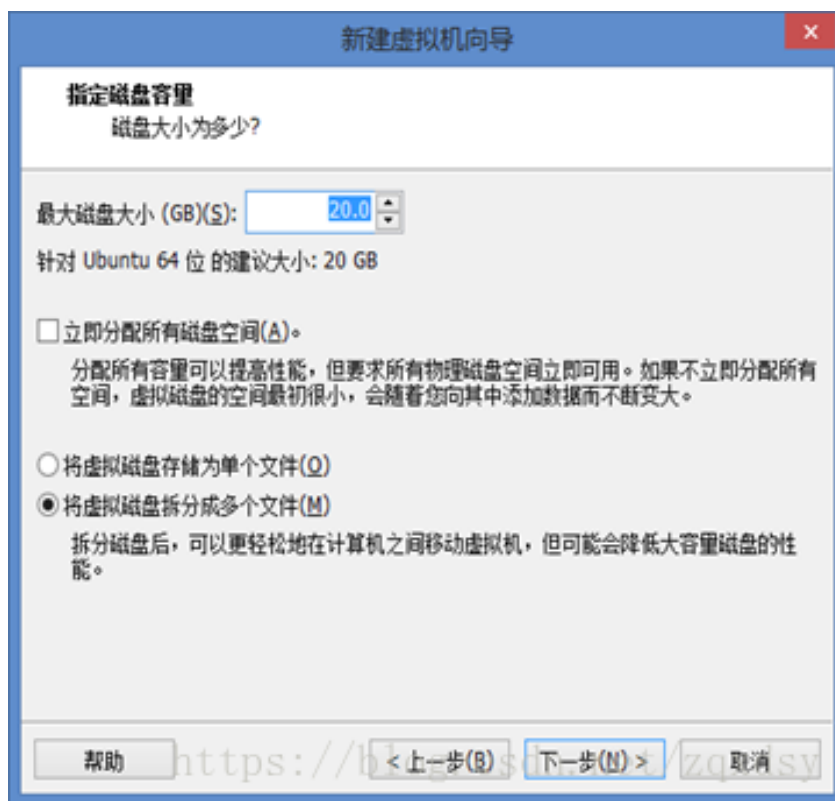 新建虚拟机向导
指定磁盘容量
磁盘大小为多少?
最大磁盘大小 (GB)(S): 20.0
针对 Ubuntu 64 位 的建议大小: 20 GB
立即分配所有磁盘空间(A)。
分配所有容量可以提高性能，但要求所有物理磁盘空间立即可用。如果不立即分配所有
空间，虚拟磁盘的空间最初很小，会随着您向其中添加数据而不断变大。
将虚拟磁盘存储为单个文件(O)
将虚拟磁盘拆分成多个文件(M)
拆分磁盘后，可以更轻松地在计算机之间移动虚拟机，但可能会降低大容量磁盘的性
能。
帮助 < 上一步(B) 下一步(N) > 取消